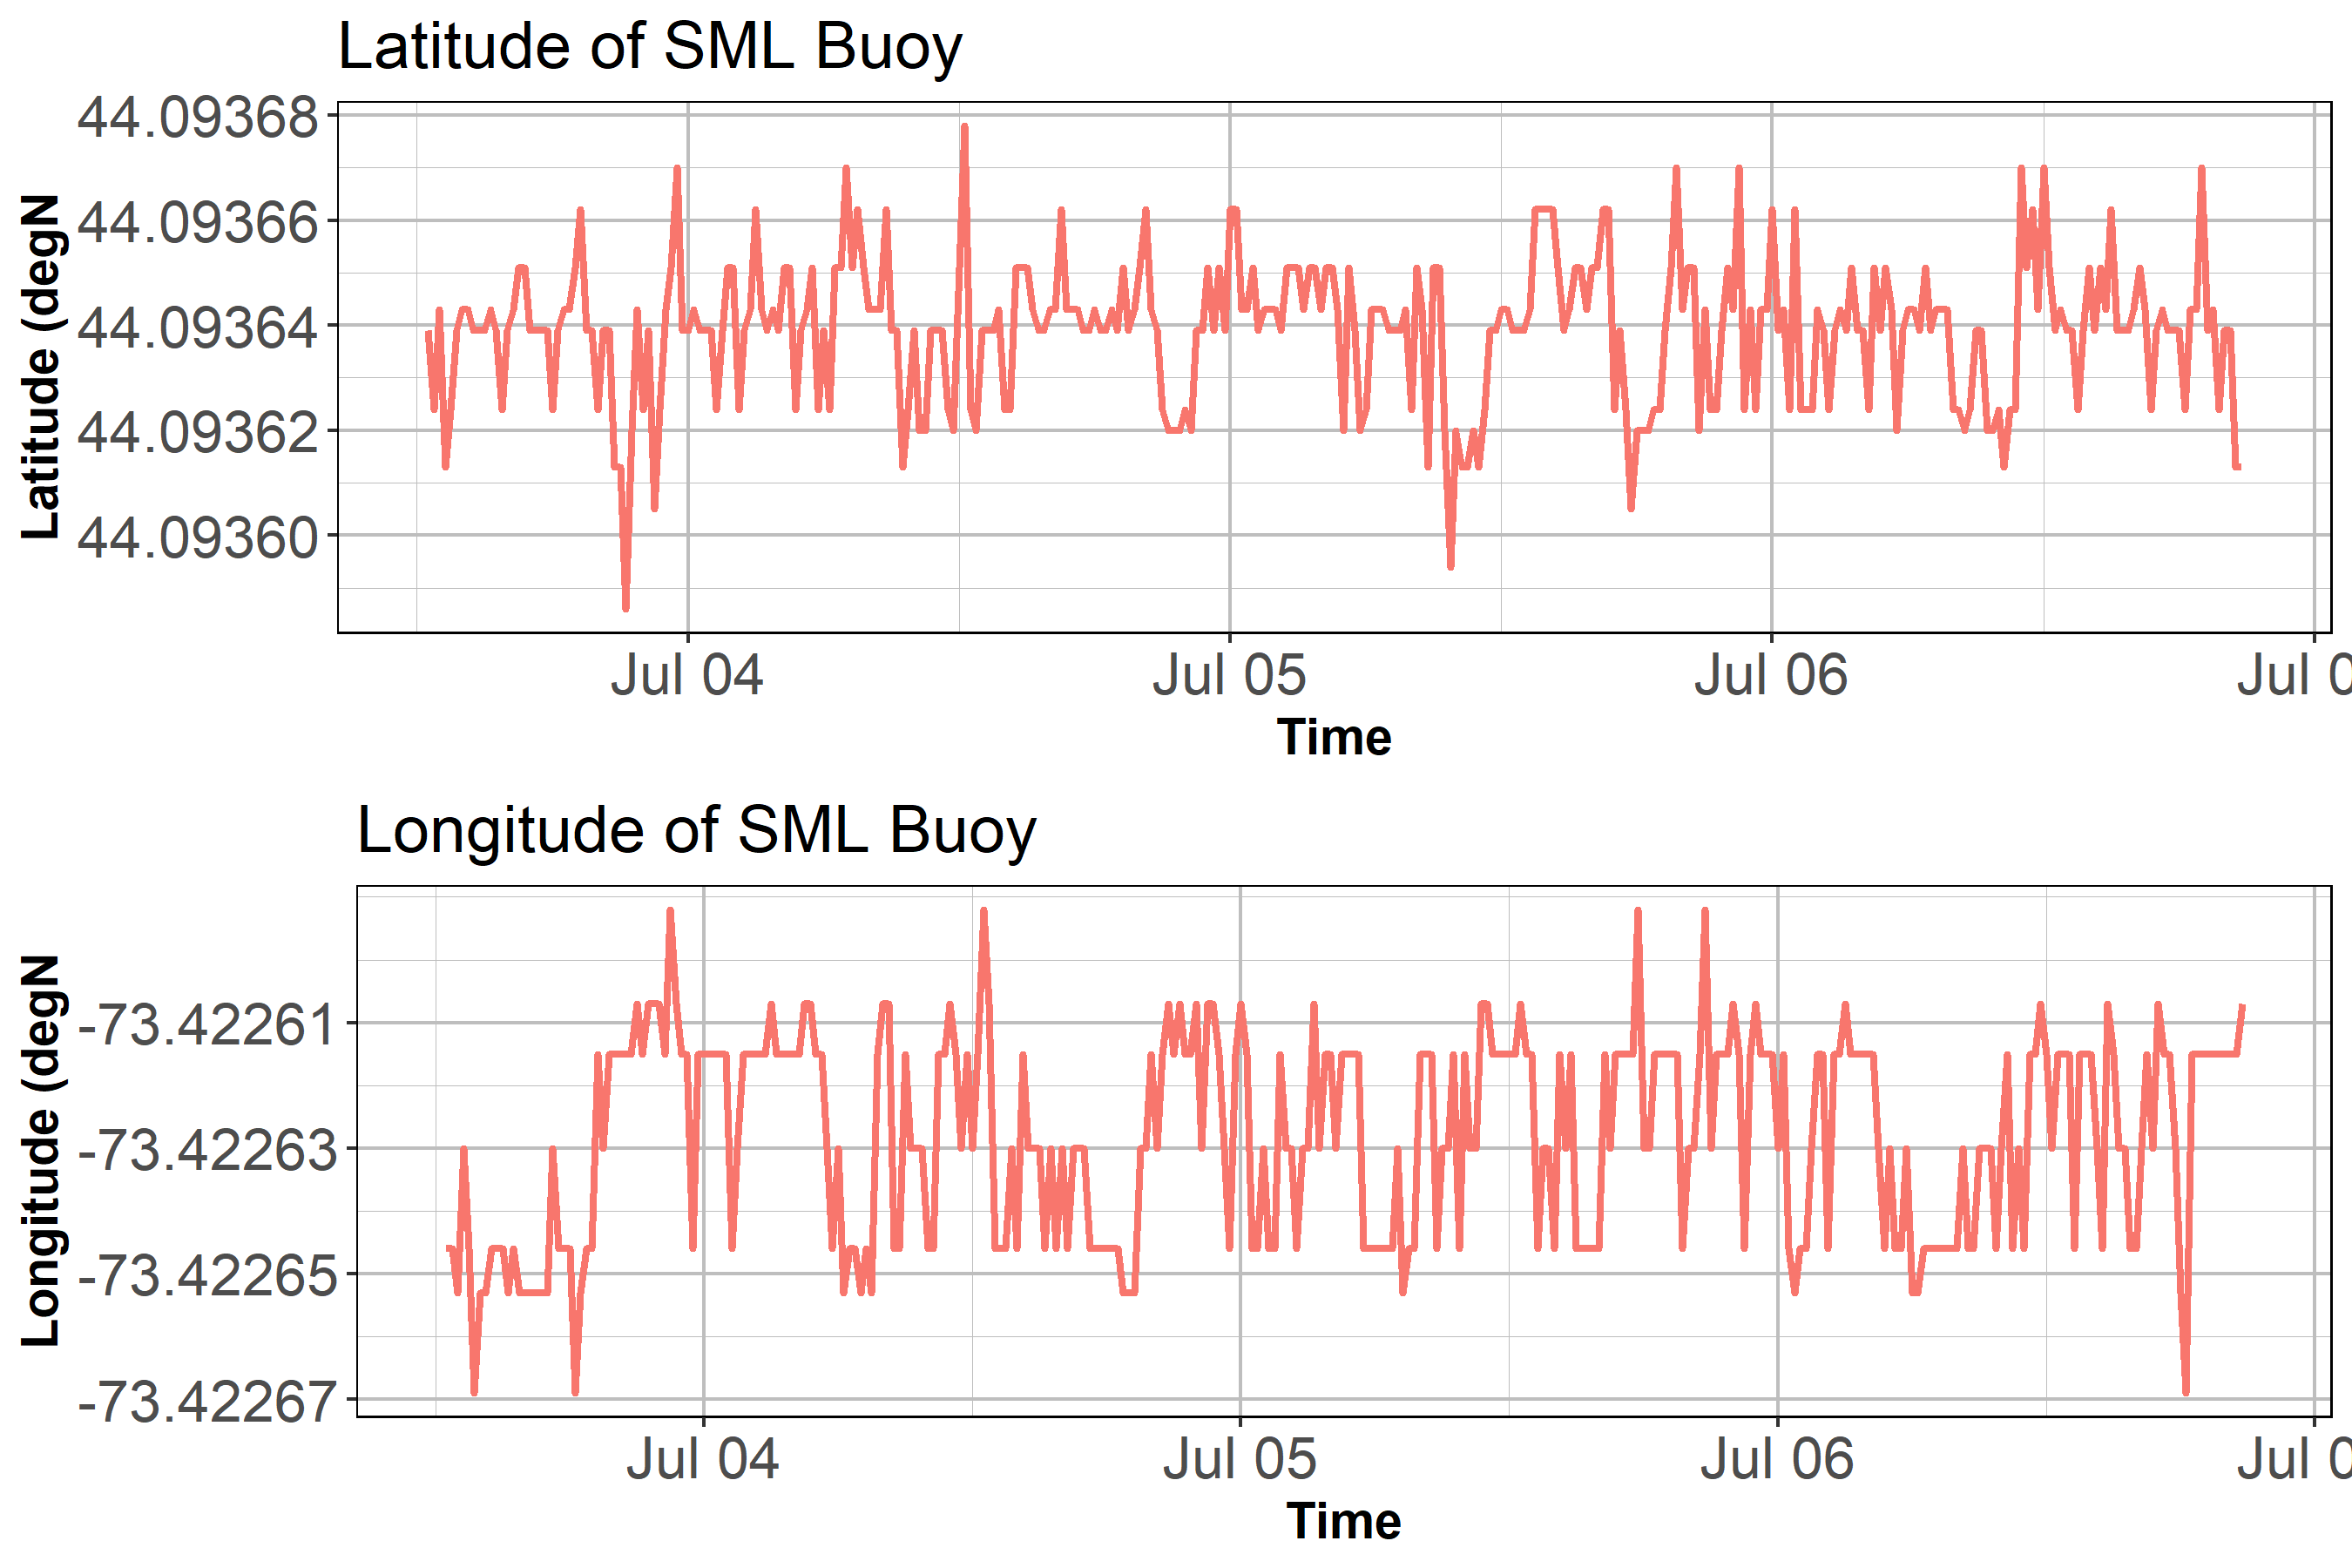 Latitude of SML Buoy
44.09368
44.09366
44.09364
44.09362
44.09360
Latitude (degN
Jul 04 Jul 05 Jul 06 Jul 0
Time
Longitude of SML Buoy
-73.42261
-73.42263
-73.42265
-73.42267
Longitude (degN
Jul 04 Jul 05 Jul 06 Jul 0
Time